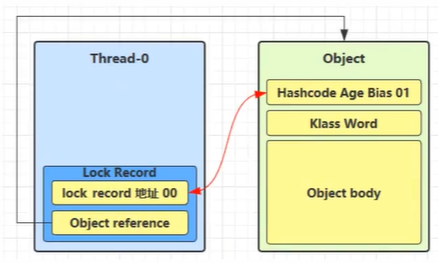 Thread-0
Lock Record
lock record 地址 00
Object reference
Object
Hashcode Age Bias 01
Klass Word
Object body